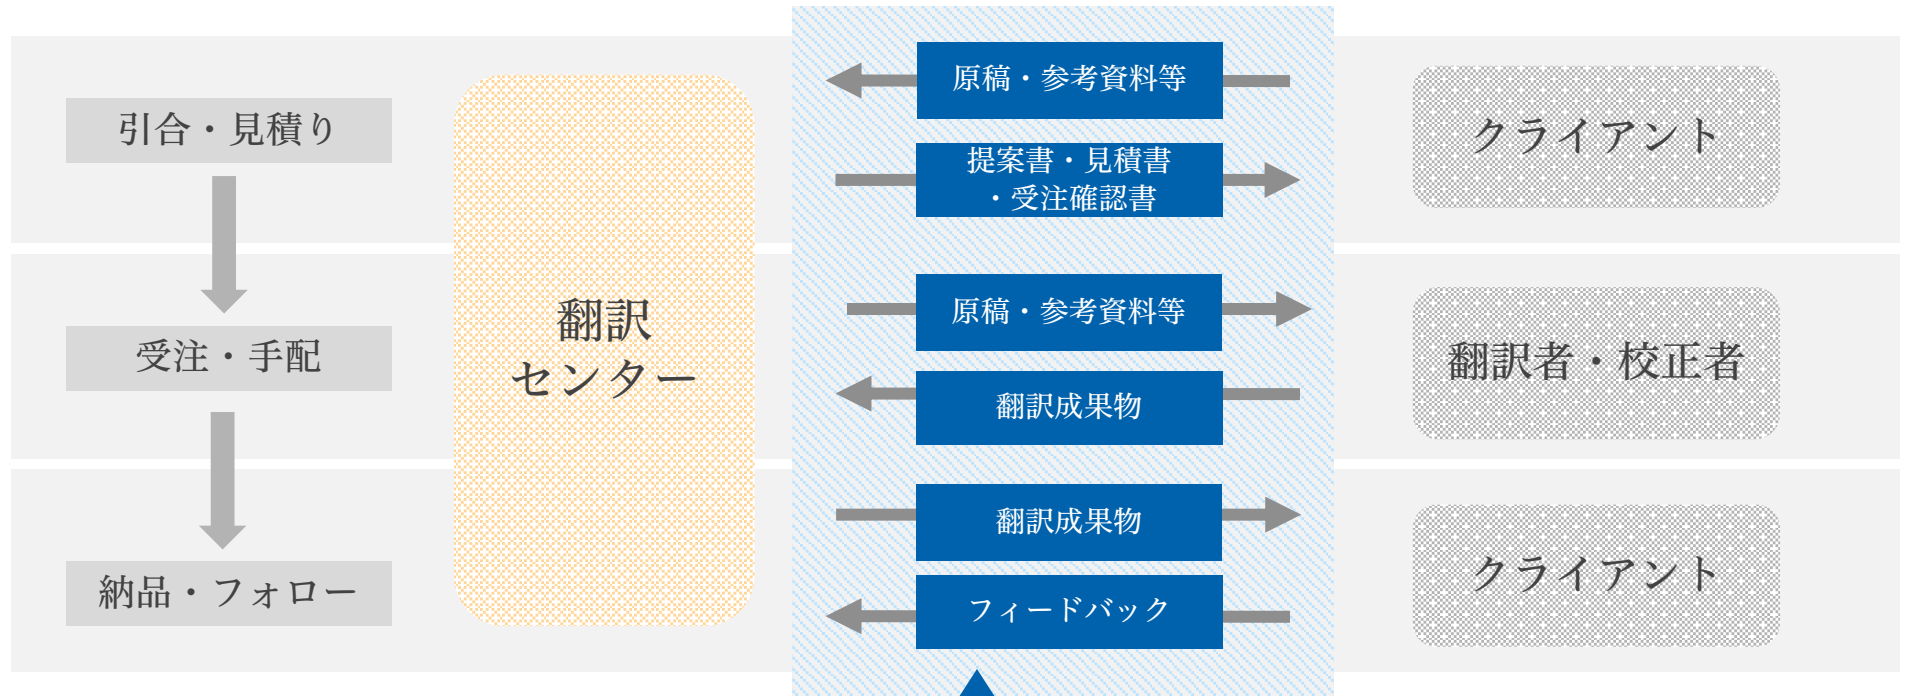 引合・見積り
受注・手配
納品・フォロー
翻訳
センター
原稿・参考資料等
提案書・見積書
・受注確認書
原稿・参考資料等
翻訳成果物
翻訳成果物
フィードバック
クライアント
翻訳者・校正者
クライアント